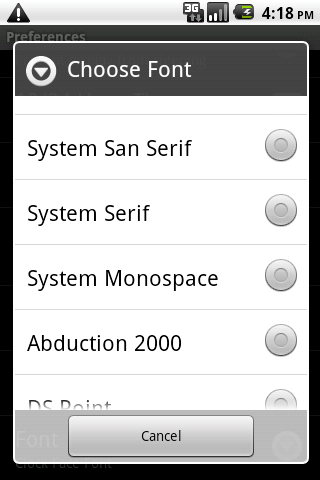 3G 4:18 PM
Preferences
Choose Font
System San Serif
System Serif
System Monospace
Abduction 2000
DS Point
Cancel
Font
Clock Face Font